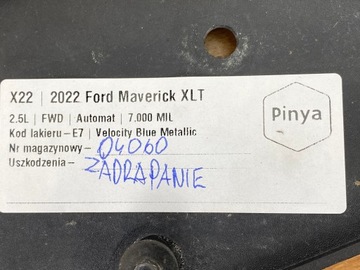 X22 | 2022 Ford Maverick XLT
2.5L | FWD | Automat | 7.000 MIL
Kod lakieru – E7 | Velocity Blue Metallic
Nr magazynowy – 04060
Uszkodzenia – ZADRAPANIE
Pinya